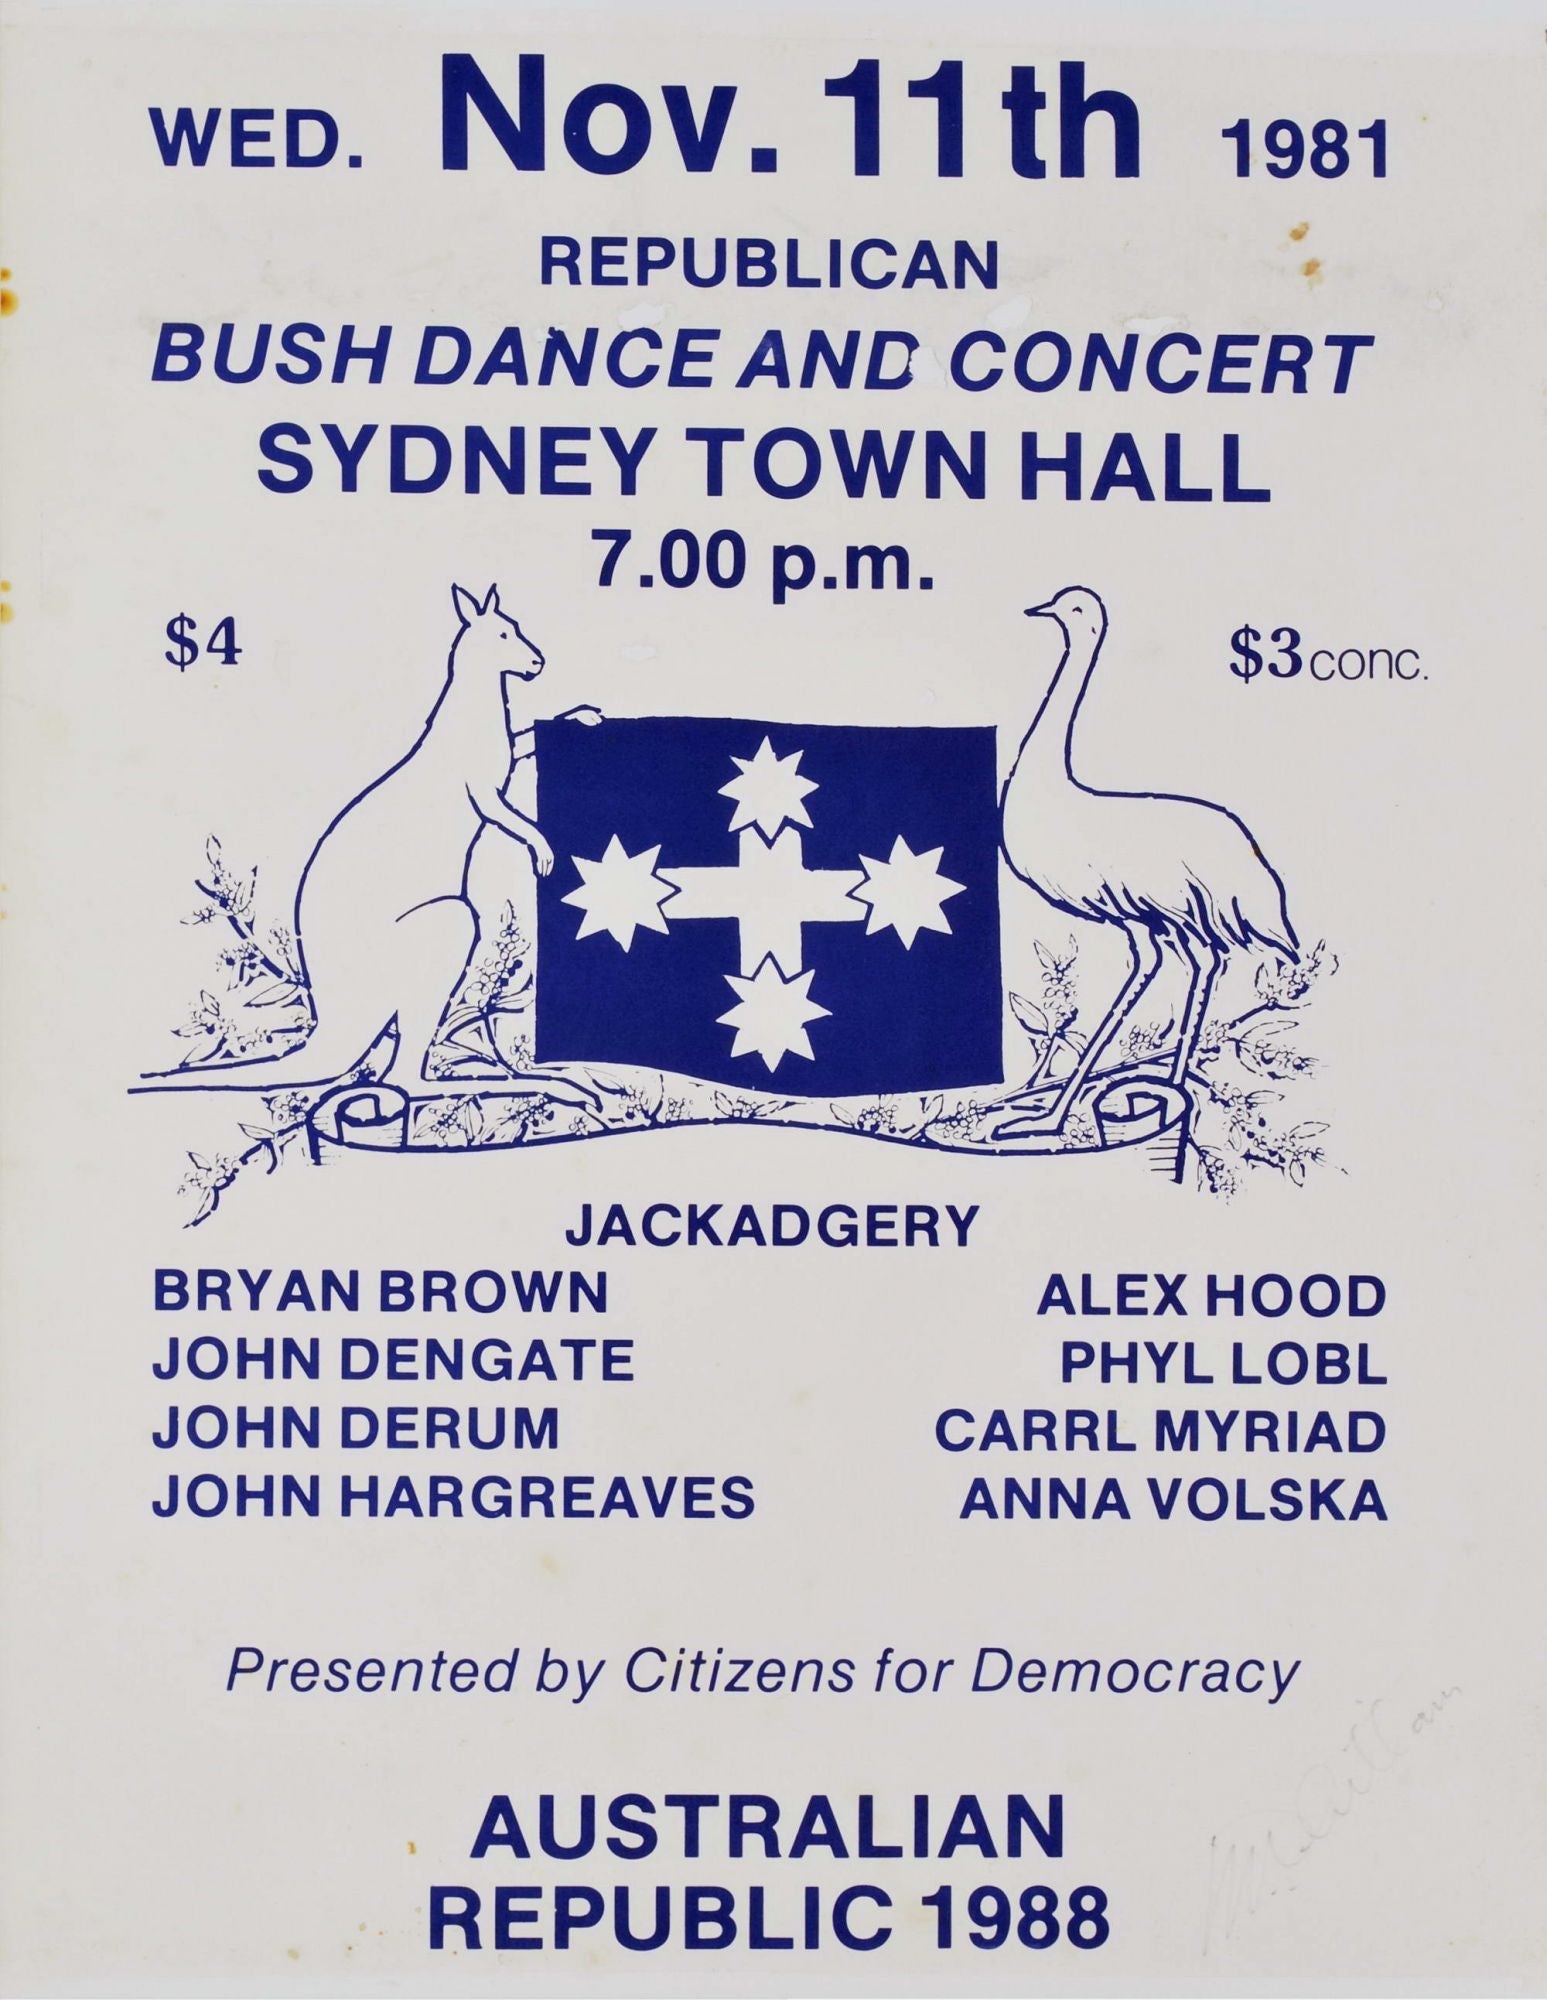 WED. Nov. 11th 1981
REPUBLICAN
BUSH DANCE AND CONCERT
SYDNEY TOWN HALL
7.00 p.m.
$4
$3 conc.
JACKADGERY
BRYAN BROWN
ALEX HOOD
JOHN DENGATE
PHYL LOBL
JOHN DERUM
CARRL MYRIAD
JOHN HARGREAVES
ANNA VOLSKA
Presented by Citizens for Democracy
AUSTRALIAN
REPUBLIC 1988